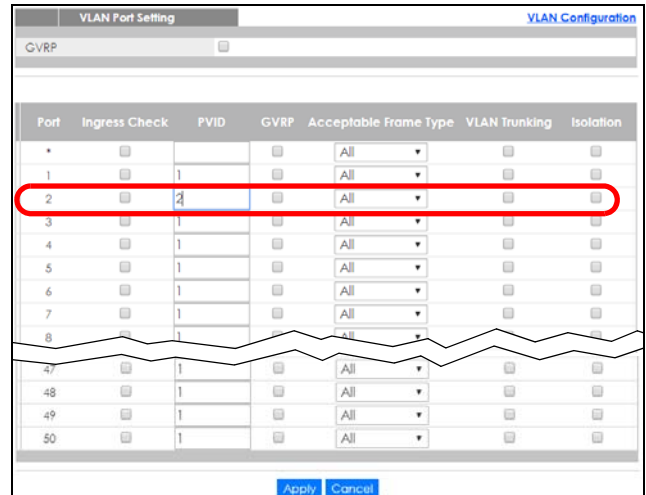 VLAN Port Setting VLAN Configuration
GVRP
Port Ingress Check PVID GVRP Acceptable Frame Type VLAN Trunking Isolation
* All
1 1 All
2 2 All
3 1 All
4 1 All
5 1 All
6 1 All
7 1 All
8 1 All
47 1 All
48 1 All
49 1 All
50 1 All
Apply Cancel